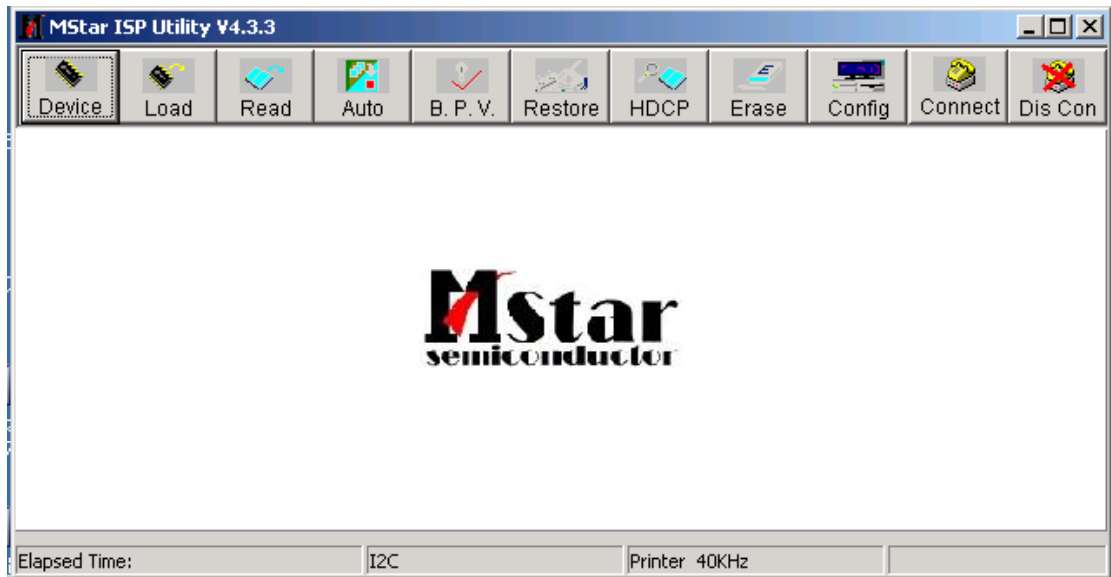 MStar ISP Utility V4.3.3
Device Load Read Auto B. P. V. Restore HDCP Erase Config Connect Dis Con
Mstar
semiconductor
Elapsed Time: I2C Printer 40KHz